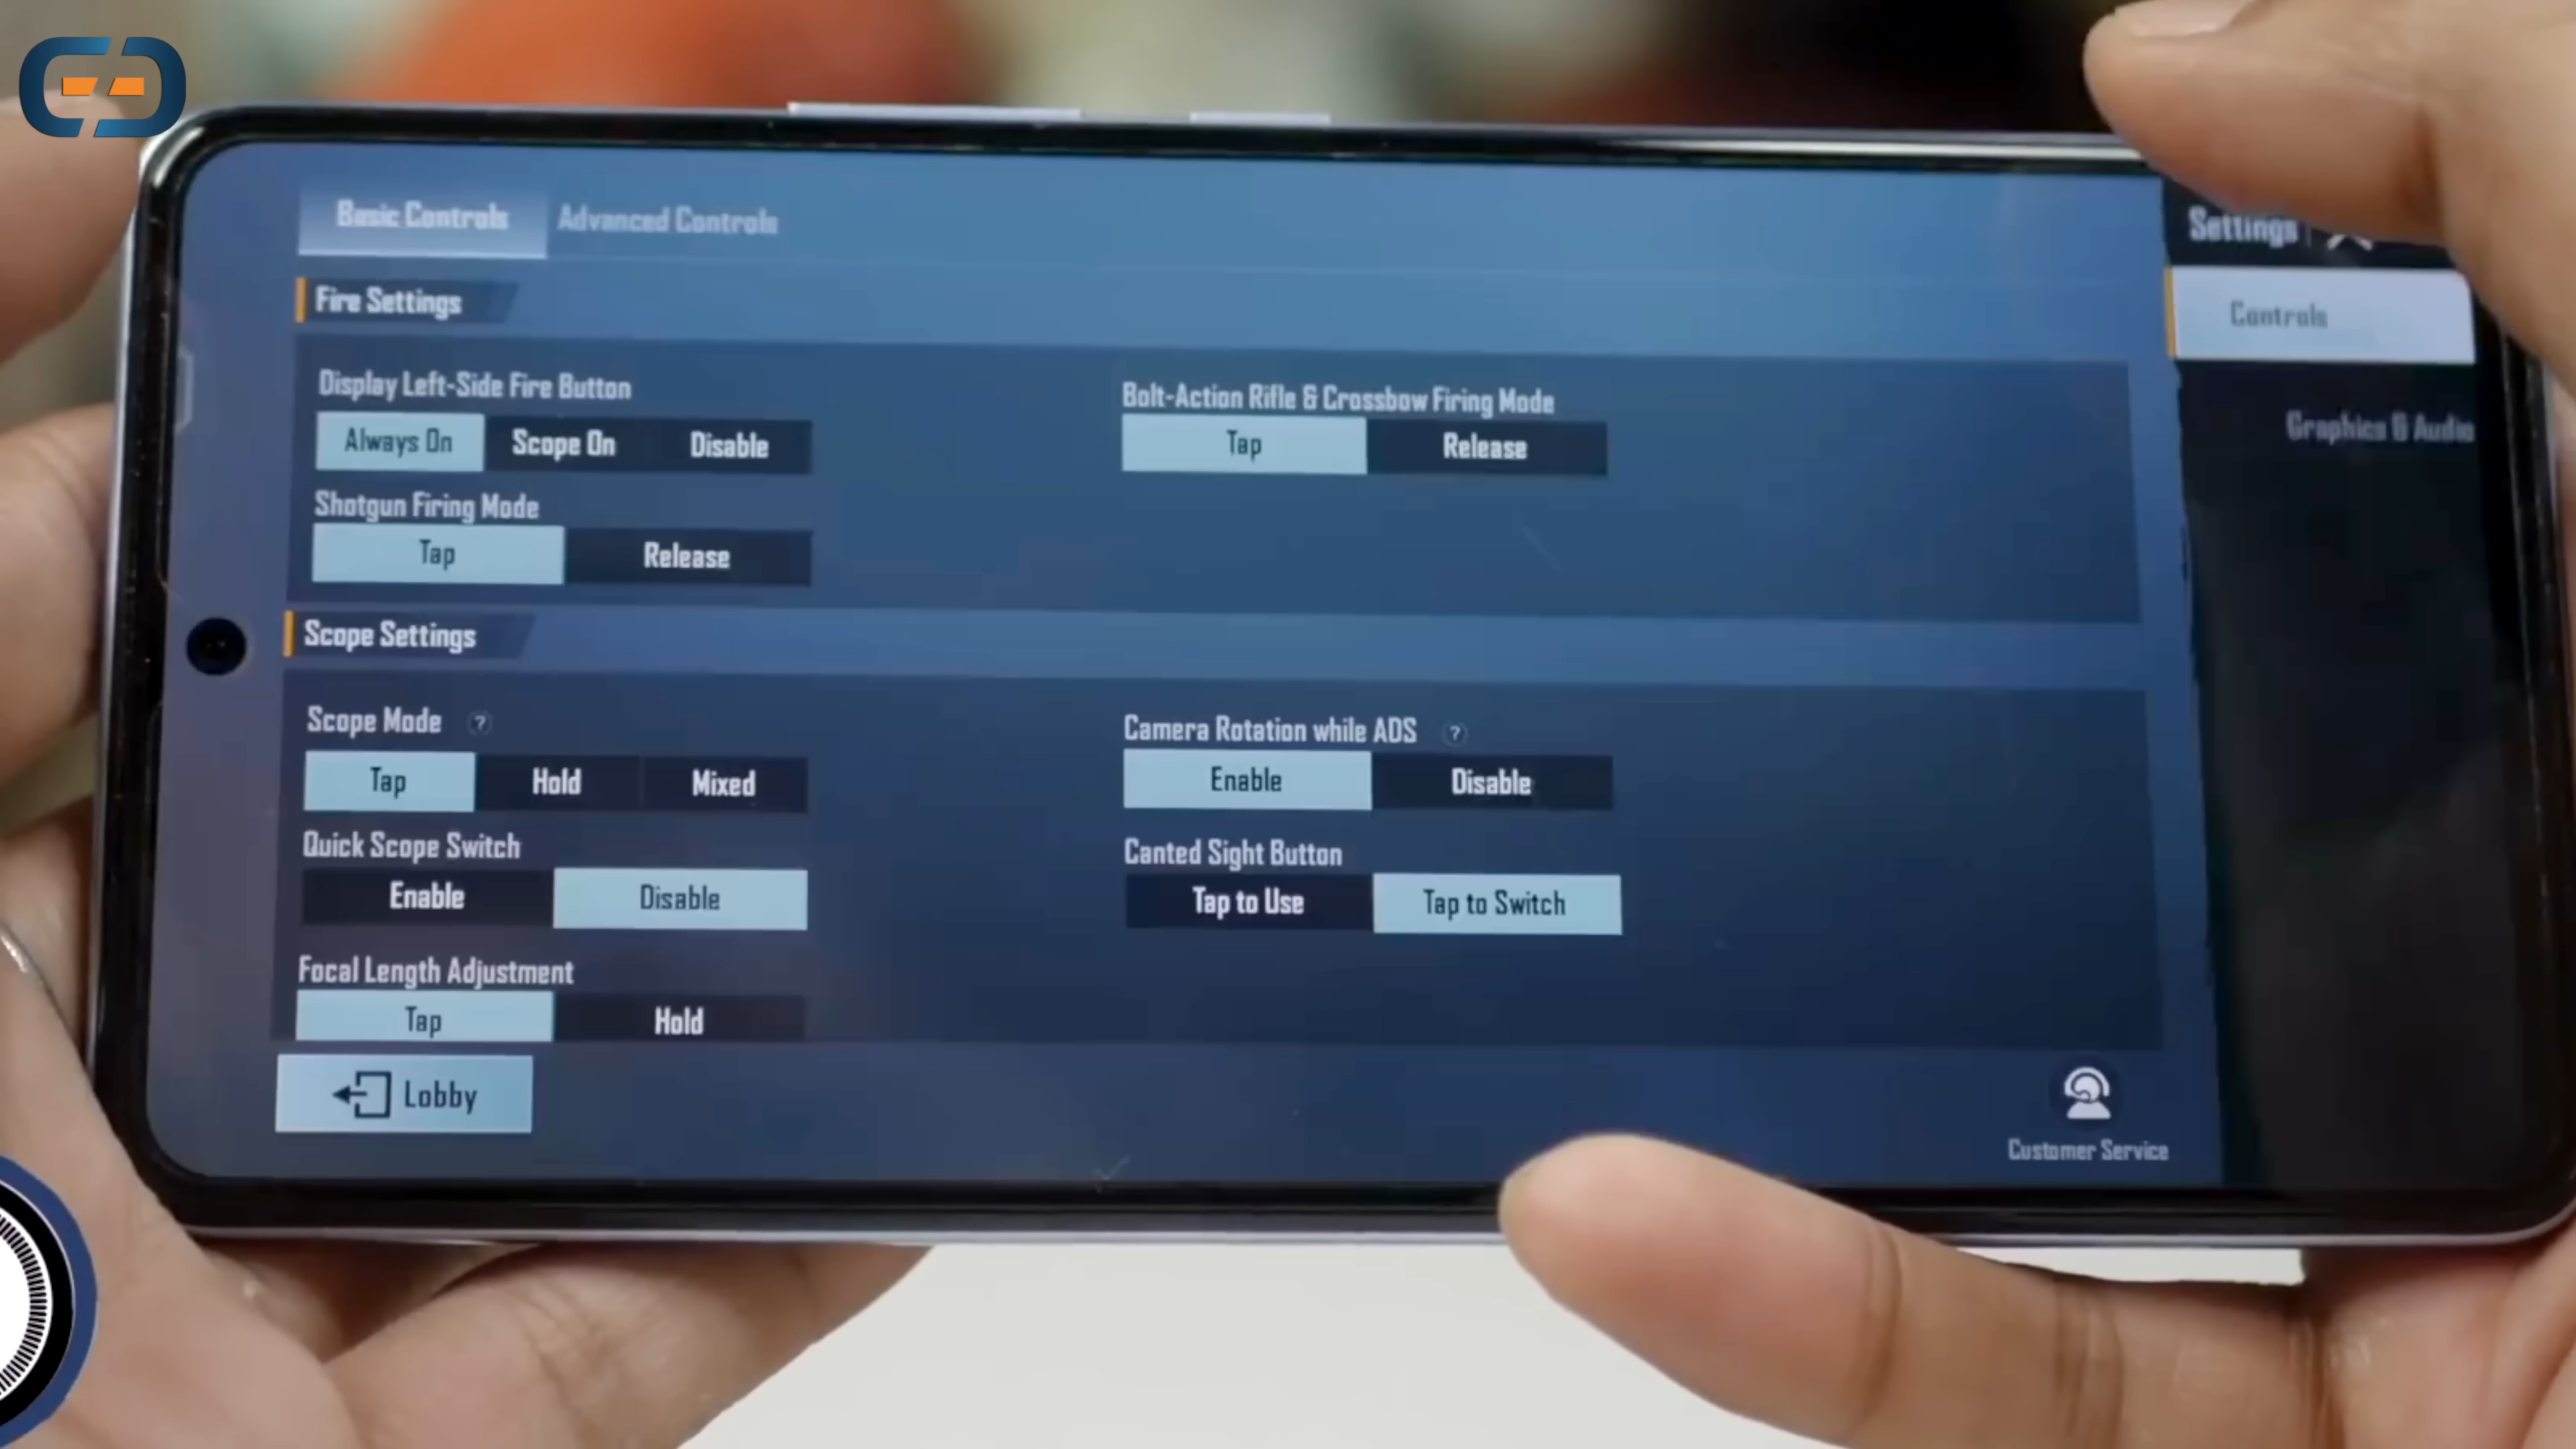 Basic Controls
Advanced Controls
Settings
Controls
Graphics & Audio
Fire Settings
Display Left-Side Fire Button
Always On
Scope On
Disable
Bolt-Action Rifle & Crossbow Firing Mode
Tap
Release
Shotgun Firing Mode
Tap
Release
Scope Settings
Scope Mode ?
Tap
Hold
Mixed
Camera Rotation while ADS ?
Enable
Disable
Quick Scope Switch
Enable
Disable
Canted Sight Button
Tap to Use
Tap to Switch
Focal Length Adjustment
Tap
Hold
Lobby
Customer Service